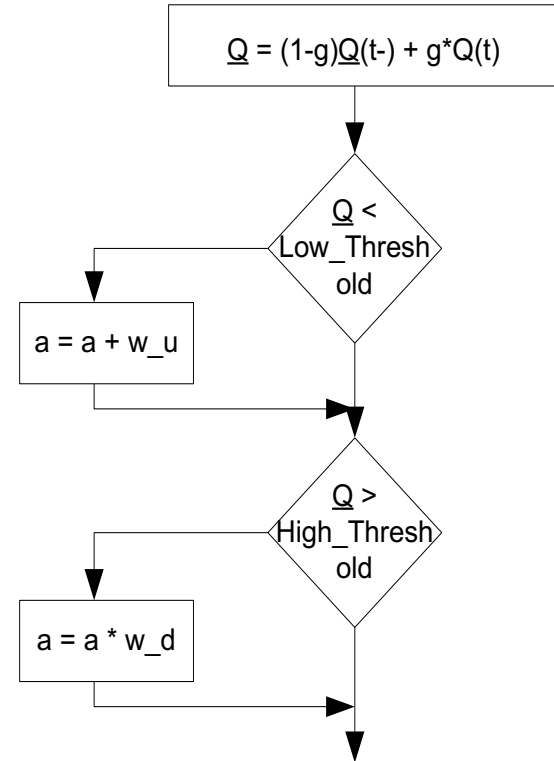 Q = (1-g)Q(t-) + g*Q(t)
Q <
Low_Thresh
old
a = a + w_u
Q >
High_Thresh
old
a = a * w_d